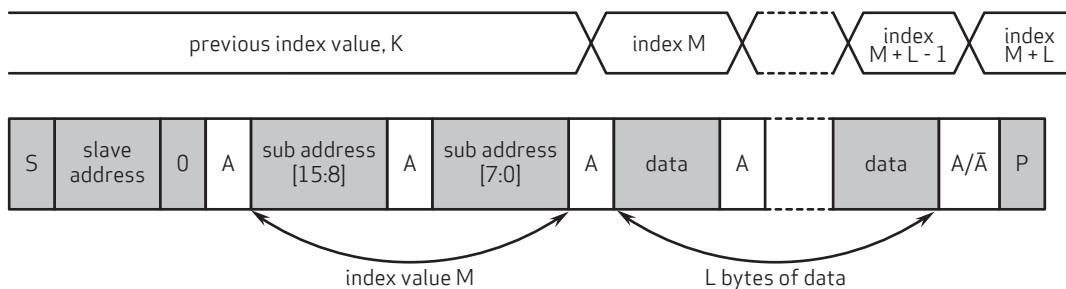 previous index value, K
index M
index
M + L - 1
index
M + L
S
slave
address
0
A
sub address
[15:8]
A
sub address
[7:0]
A
data
A
data
A/Ā
P
index value M
L bytes of data